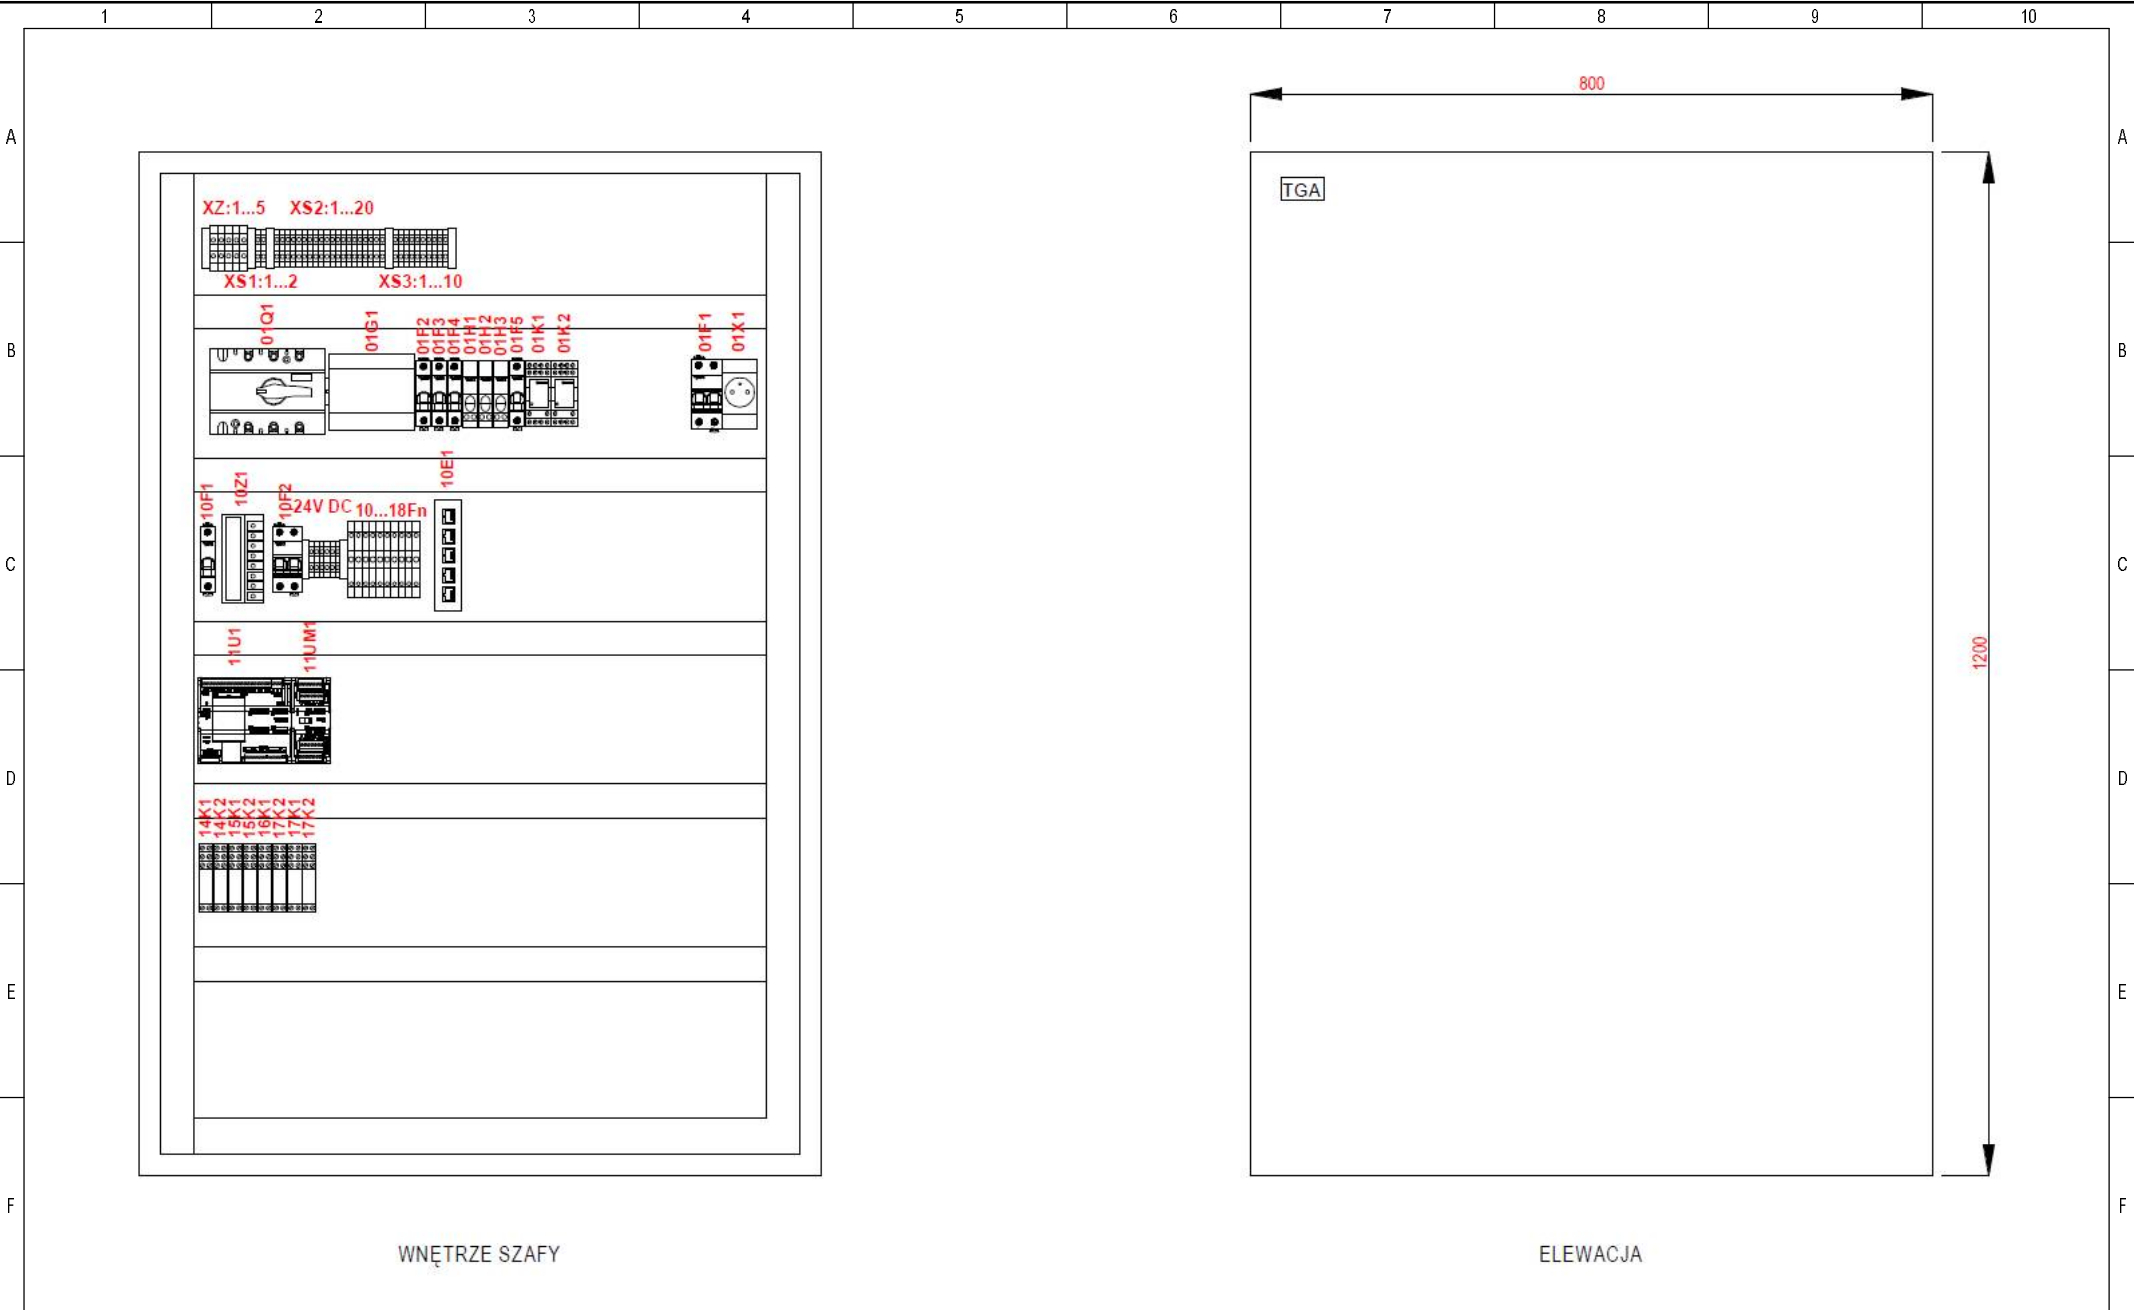 1 2 3 4 5 6 7 8 9 10
800
A A
TGA
XZ:1...5 XS2:1...20
XS1:1...2 XS3:1...10
01Q1 01G1 01F2 01F3 01F4 01H1 01H2 01H3 01F5 01K1 01K2 01F1 01X1
B B
10F1 10Z1 10F2 24V DC 10...18Fn 10E1
C C
11U1 11UM1
1200
D D
14K1 14K2 15K1 15K2 16K1 17K2 17K1 17K2
E E
F F
WNĘTRZE SZAFY ELEWACJA